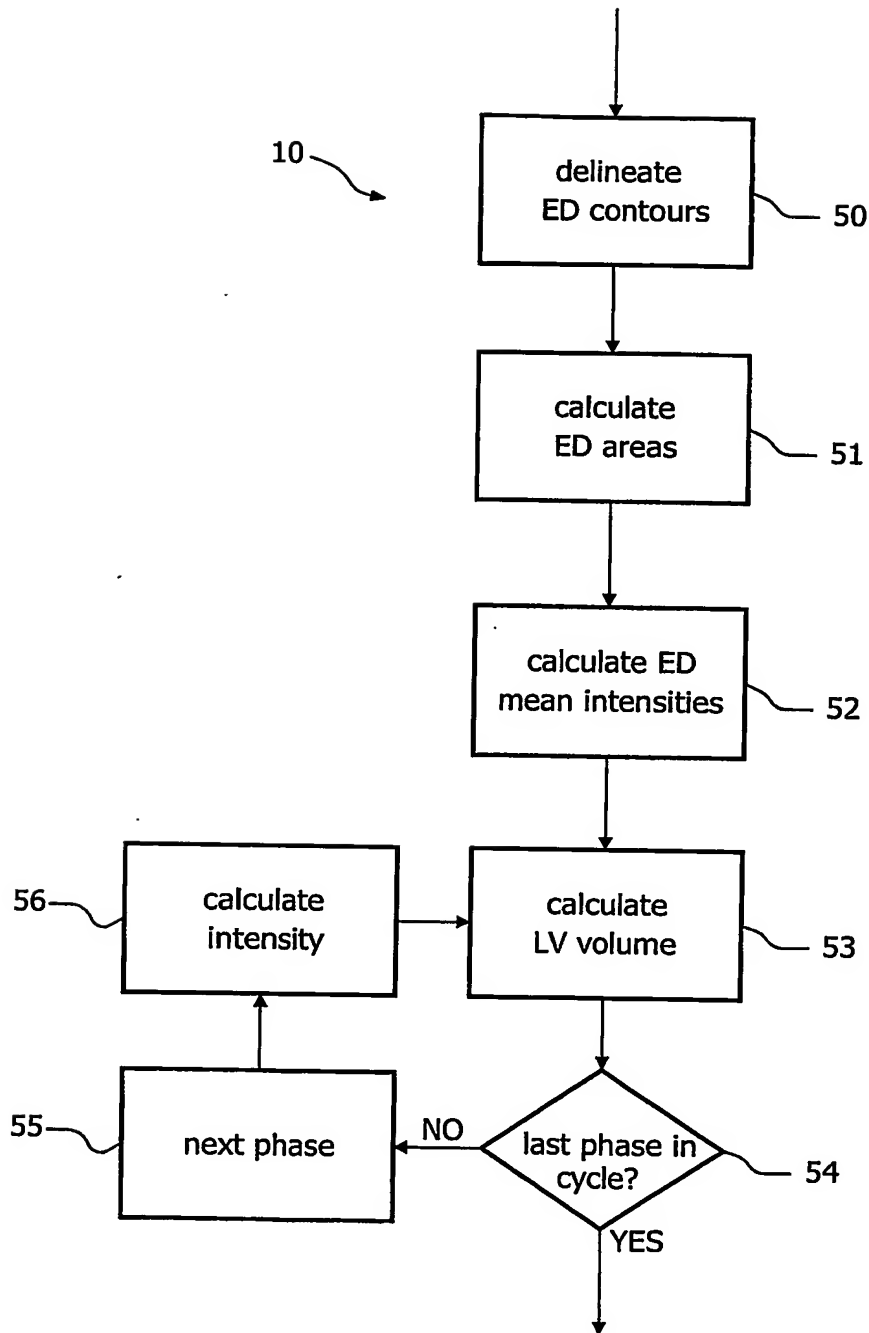 10
delineate
ED contours
50
calculate
ED areas
51
calculate ED
mean intensities
52
56
calculate
intensity
calculate
LV volume
53
55
next phase
NO
last phase in
cycle?
54
YES